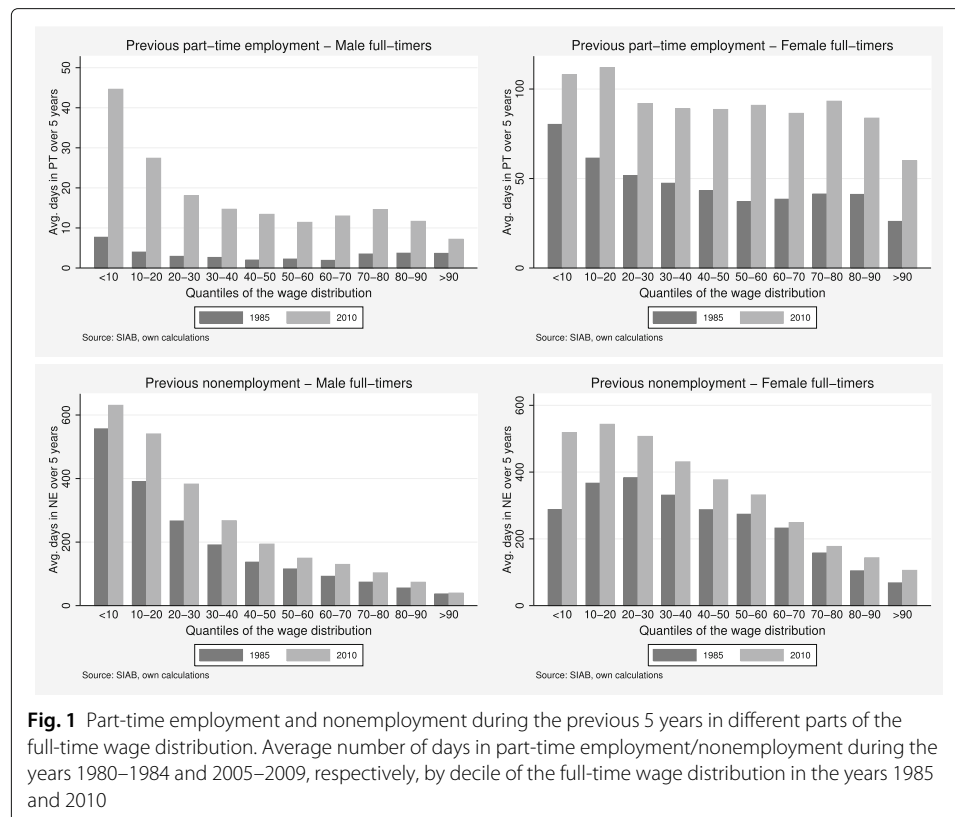 Previous part−time employment − Male full−timers
Avg. days in PT over 5 years
50
40
30
20
10
0
<10 10−20 20−30 30−40 40−50 50−60 60−70 70−80 80−90 >90
Quantiles of the wage distribution
1985 2010
Source: SIAB, own calculations
Previous part−time employment − Female full−timers
Avg. days in PT over 5 years
100
50
0
<10 10−20 20−30 30−40 40−50 50−60 60−70 70−80 80−90 >90
Quantiles of the wage distribution
1985 2010
Source: SIAB, own calculations
Previous nonemployment − Male full−timers
Avg. days in NE over 5 years
600
400
200
0
<10 10−20 20−30 30−40 40−50 50−60 60−70 70−80 80−90 >90
Quantiles of the wage distribution
1985 2010
Source: SIAB, own calculations
Previous nonemployment − Female full−timers
Avg. days in NE over 5 years
600
400
200
0
<10 10−20 20−30 30−40 40−50 50−60 60−70 70−80 80−90 >90
Quantiles of the wage distribution
1985 2010
Source: SIAB, own calculations
Fig. 1 Part-time employment and nonemployment during the previous 5 years in different parts of the
full-time wage distribution. Average number of days in part-time employment/nonemployment during the
years 1980–1984 and 2005–2009, respectively, by decile of the full-time wage distribution in the years 1985
and 2010